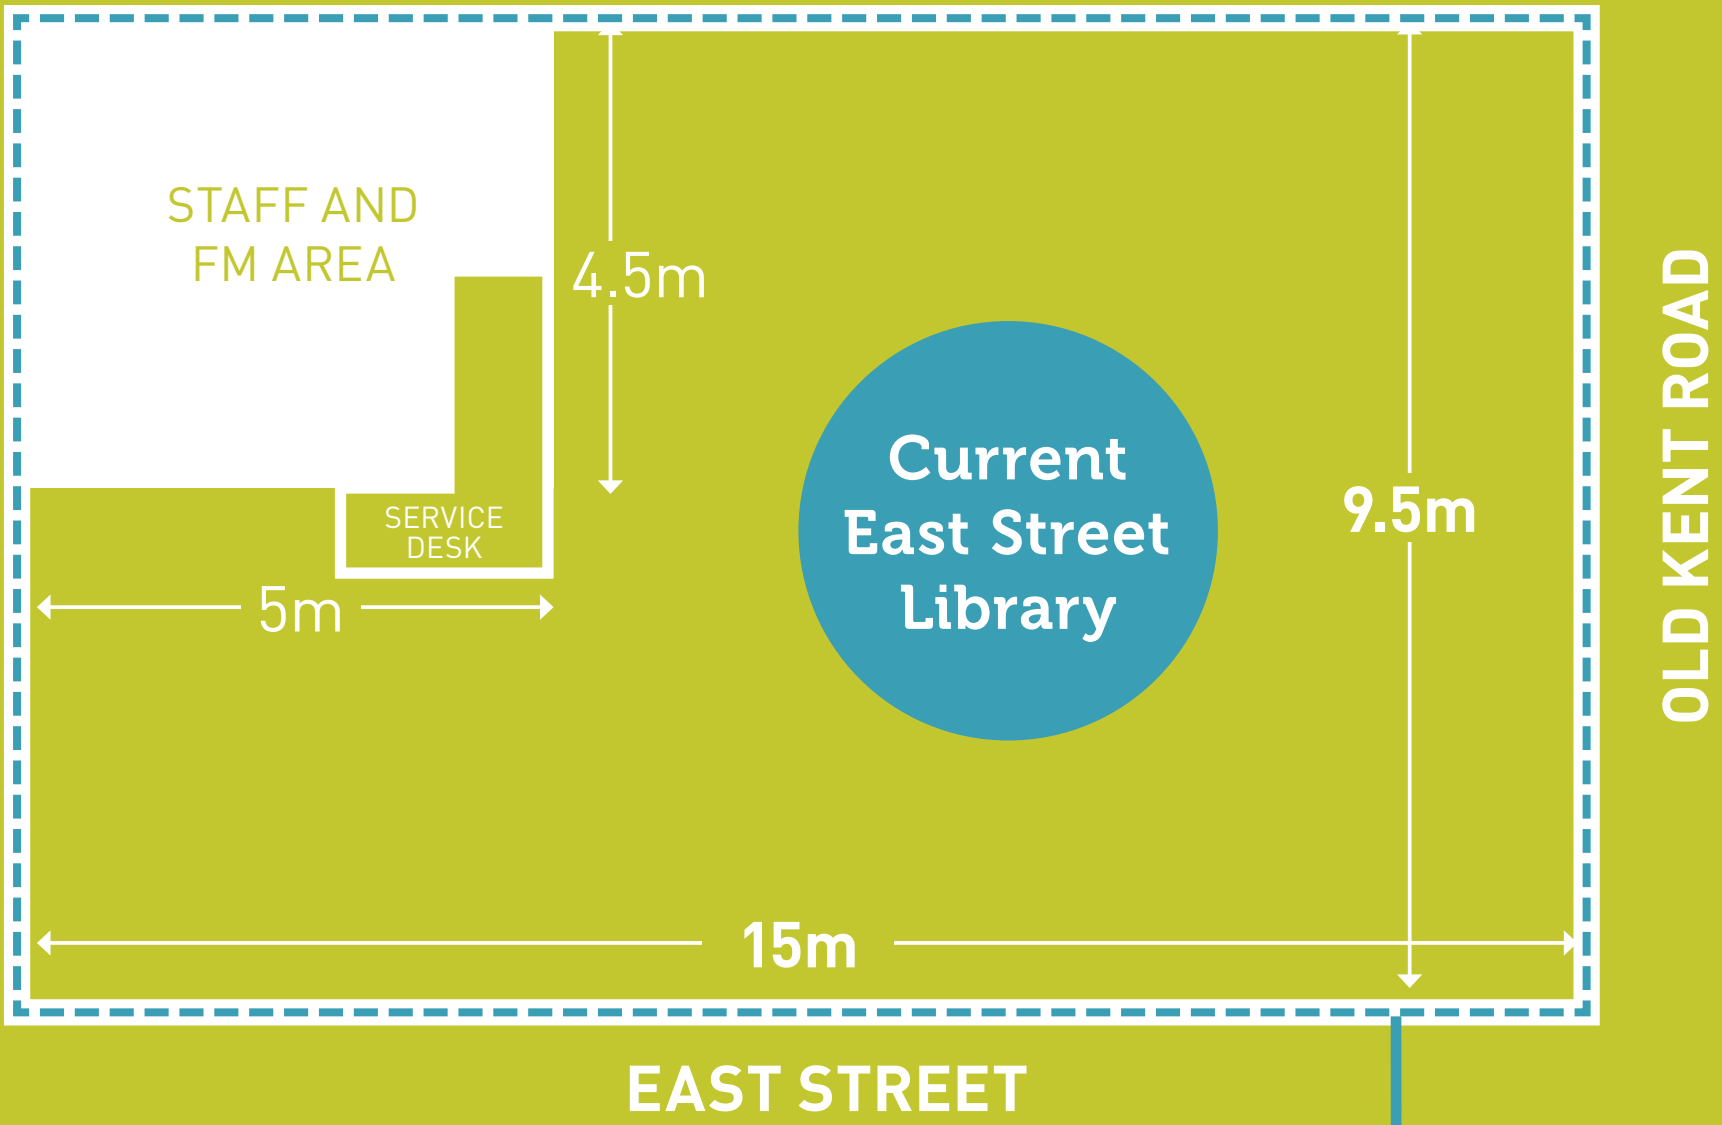 STAFF AND
FM AREA
4.5m
SERVICE
DESK
5m
Current
East Street
Library
9.5m
15m
OLD KENT ROAD
EAST STREET